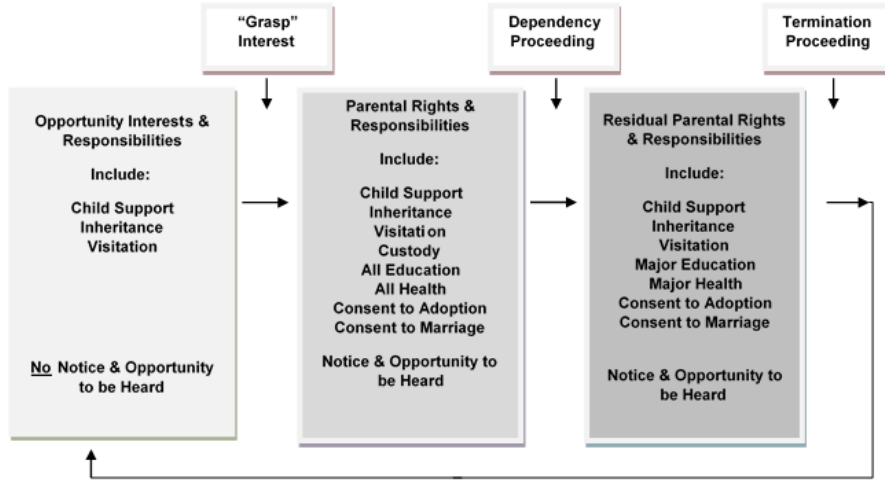 “Grasp”
Interest
Dependency
Proceeding
Termination
Proceeding
Opportunity Interests &
Responsibilities
Include:
Child Support
Inheritance
Visitation
No Notice & Opportunity
to be Heard
Parental Rights &
Responsibilities
Include:
Child Support
Inheritance
Visitation
Custody
All Education
All Health
Consent to Adoption
Consent to Marriage
Notice & Opportunity to
be Heard
Residual Parental Rights
& Responsibilities
Include:
Child Support
Inheritance
Visitation
Major Education
Major Health
Consent to Adoption
Consent to Marriage
Notice & Opportunity to
be Heard